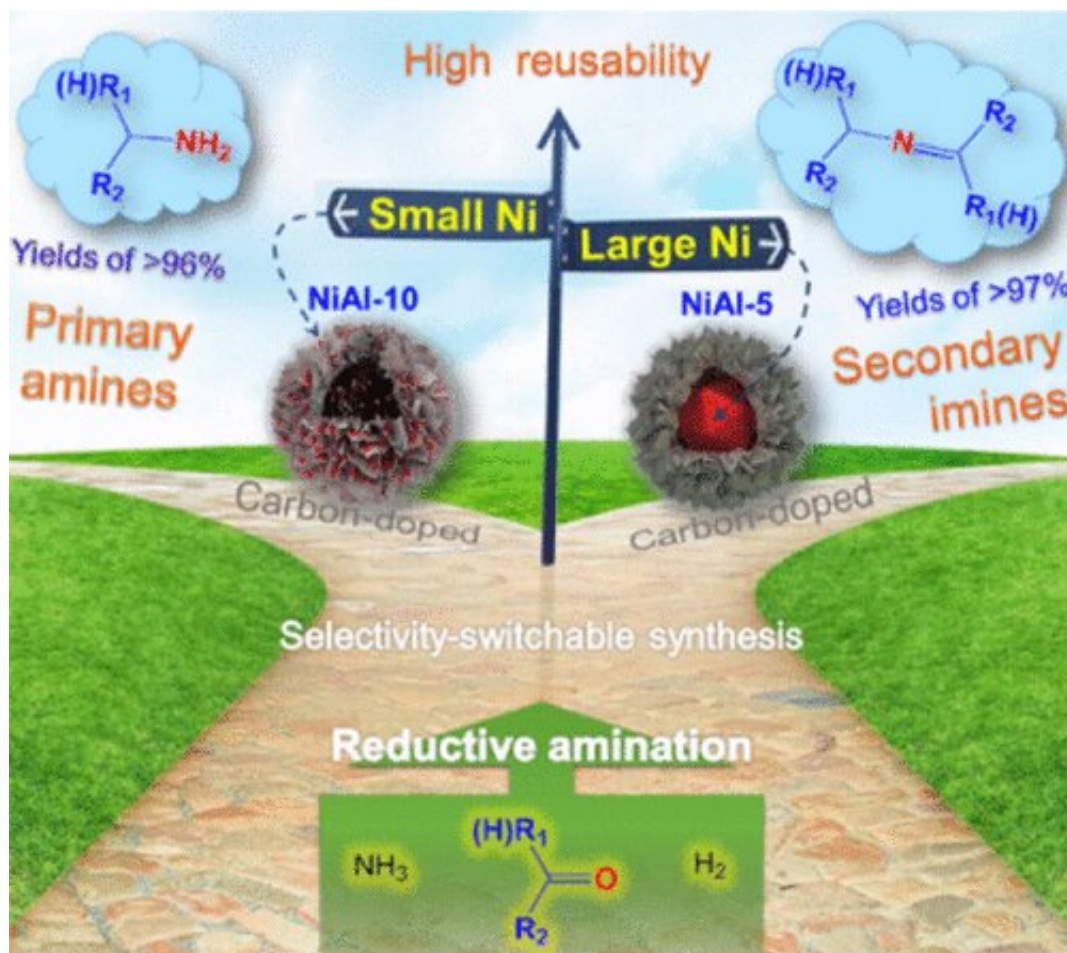 High reusability
(H)R₁
NH₂
R₂
Yields of >96%
Primary
amines
Small Ni
NiAl-10
Carbon-doped
(H)R₁
R₂
N
R₂
R₁(H)
Yields of >97%
Secondary
imines
Large Ni
NiAl-5
Carbon-doped
Selectivity-switchable synthesis
Reductive amination
NH₃
(H)R₁
O
R₂
H₂